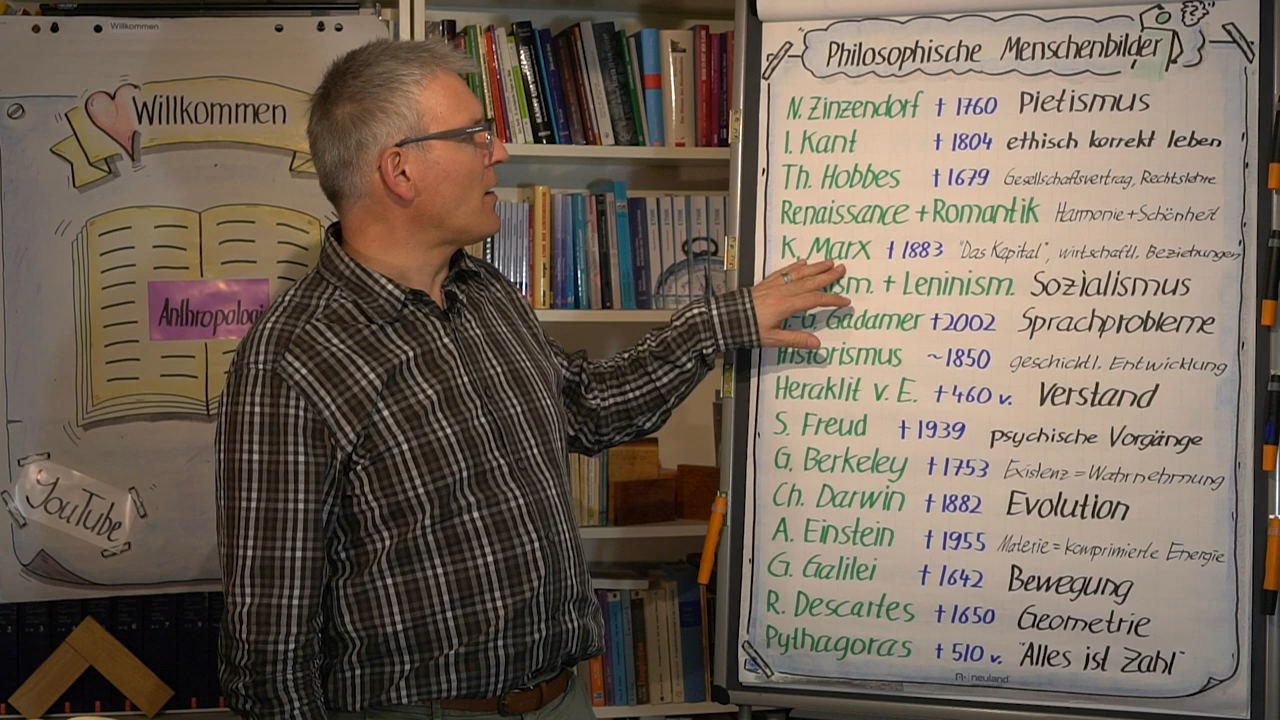 Willkommen
Willkommen
Anthropologi
YouTube
Philosophische Menschenbilder
N. Zinzendorf † 1760 Pietismus
I. Kant † 1804 ethisch korrekt leben
Th. Hobbes † 1679 Gesellschaftsvertrag, Rechtslehre
Renaissance + Romantik Harmonie + Schönheit
K. Marx † 1883 "Das Kapital", wirtschaftl. Beziehungen
ism. + Leninism. Sozialismus
G. Gadamer †2002 Sprachprobleme
Historismus ~1850 geschichtl. Entwicklung
Heraklit v. E. †460 v. Verstand
S. Freud †1939 psychische Vorgänge
G. Berkeley †1753 Existenz = Wahrnehmung
Ch. Darwin †1882 Evolution
A. Einstein †1955 Materie = komprimierte Energie
G. Galilei †1642 Bewegung
R. Descartes †1650 Geometrie
Pythagoras †510 v. "Alles ist Zahl"
neuland